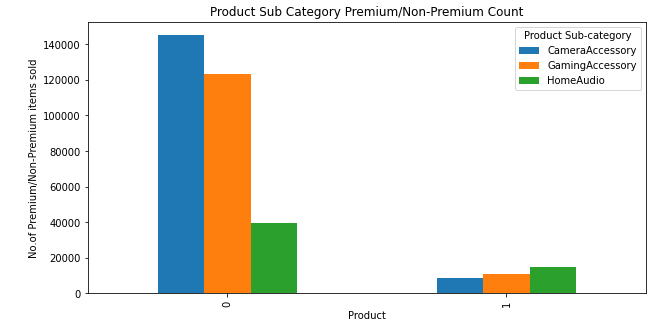 Product Sub Category Premium/Non-Premium Count
No.of Premium/Non-Premium items sold
140000
120000
100000
80000
60000
40000
20000
0
Product Sub-category
CameraAccessory
GamingAccessory
HomeAudio
0
1
Product